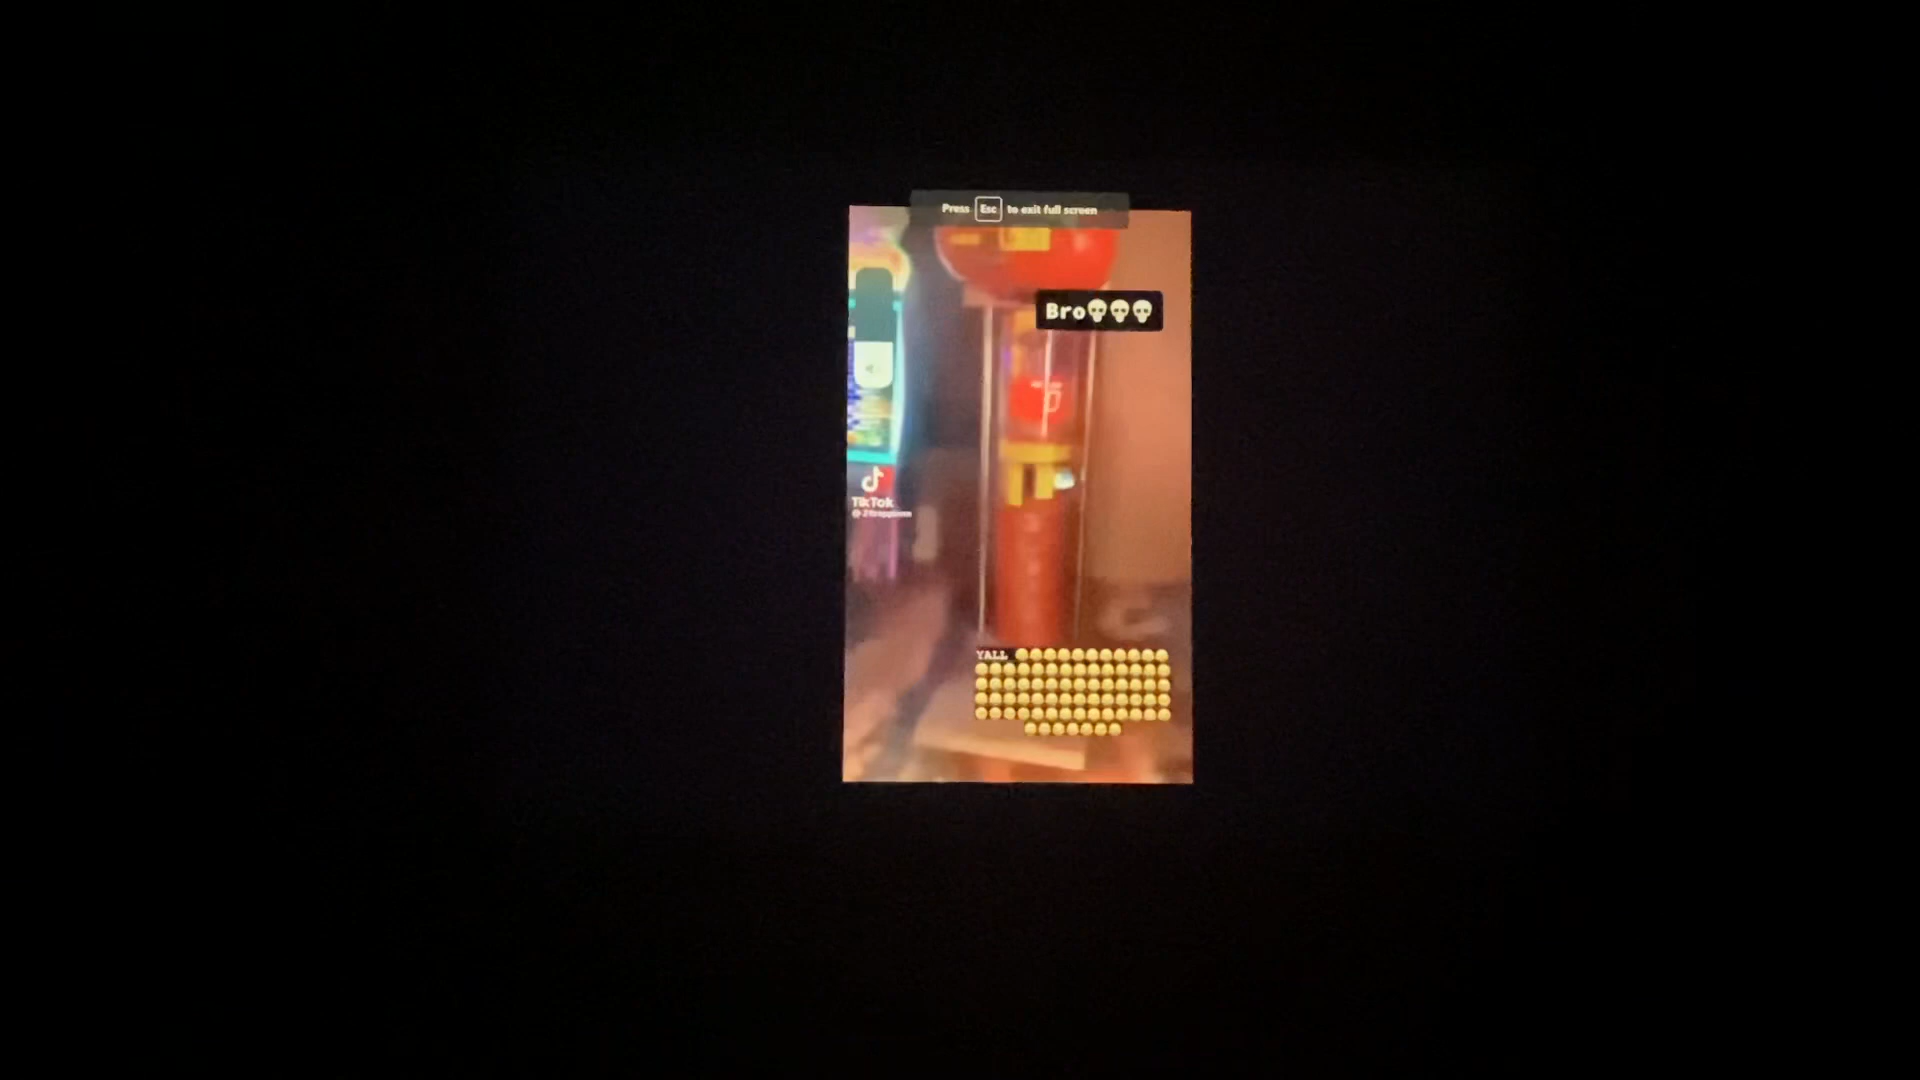 Press Esc to exit full screen
Bro💀💀💀
TikTok
YALL